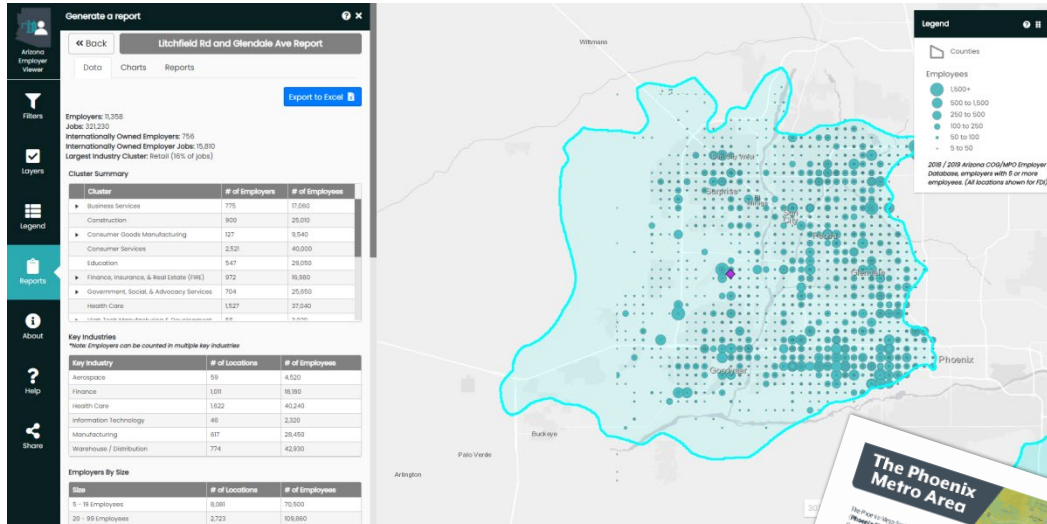 Arizona
Employer
Viewer
Filters
Layers
Legend
Reports
About
Help
Share
Generate a report
Back
Litchfield Rd and Glendale Ave Report
Data Charts Reports
Export to Excel
Employers: 11,358
Jobs: 321,230
Internationally Owned Employers: 756
Internationally Owned Employer Jobs: 15,810
Largest Industry Cluster: Retail (16% of jobs)
Cluster Summary
Cluster # of Employers # of Employees
Business Services 775 17,060
Construction 900 25,010
Consumer Goods Manufacturing 127 9,540
Consumer Services 2,521 40,000
Education 547 29,050
Finance, Insurance, & Real Estate (FIRE) 972 16,980
Government, Social, & Advocacy Services 704 25,650
Health Care 1,527 37,040
Key Industries
*Note: Employers can be counted in multiple key industries
Key Industry # of Locations # of Employees
Aerospace 59 4,520
Finance 1,011 18,180
Health Care 1,622 40,240
Information Technology 46 2,320
Manufacturing 617 28,450
Warehouse / Distribution 774 42,930
Employers By Size
Size # of Locations # of Employees
5 - 19 Employees 8,081 70,500
20 - 99 Employees 2,723 109,860
Wittmann
Surprise
Sun
City
Peoria
Glendale
Goodyear
Phoenix
Buckeye
Palo Verde
Arlington
Legend
Counties
Employees
1,500+
500 to 1,500
250 to 500
100 to 250
50 to 100
5 to 50
2018 / 2019 Arizona COG/MPO Employer
Database, employers with 5 or more
employees. (All locations shown for FDI)
The Phoenix
Metro Area